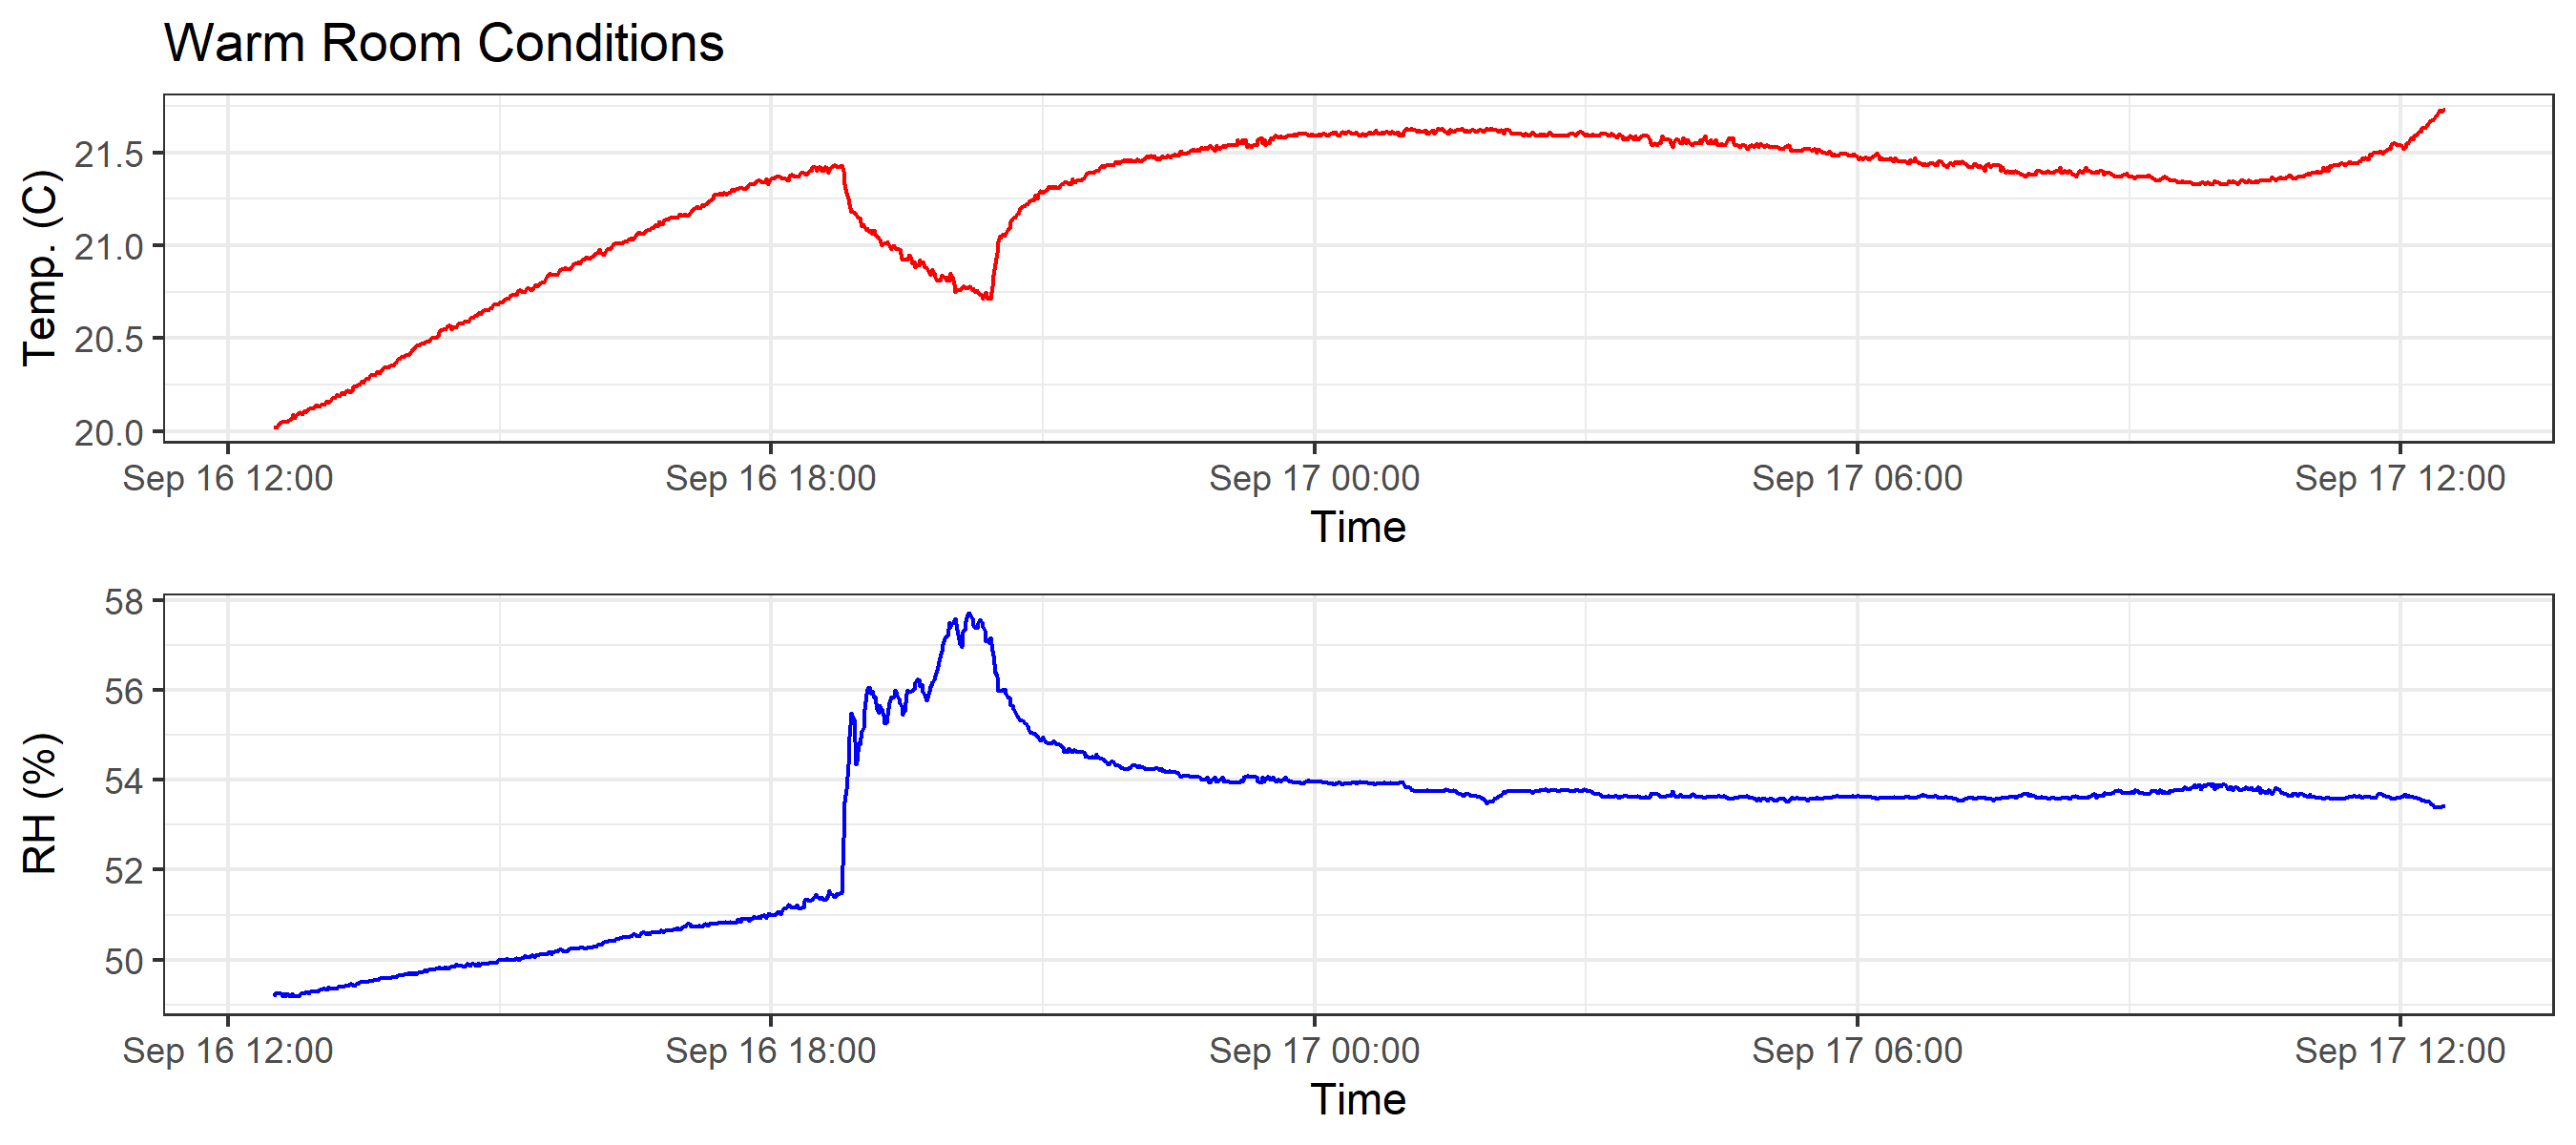 Warm Room Conditions
Temp. (C)
21.5
21.0
20.5
20.0
Sep 16 12:00 Sep 16 18:00 Sep 17 00:00 Sep 17 06:00 Sep 17 12:00
Time
RH (%)
58
56
54
52
50
Sep 16 12:00 Sep 16 18:00 Sep 17 00:00 Sep 17 06:00 Sep 17 12:00
Time